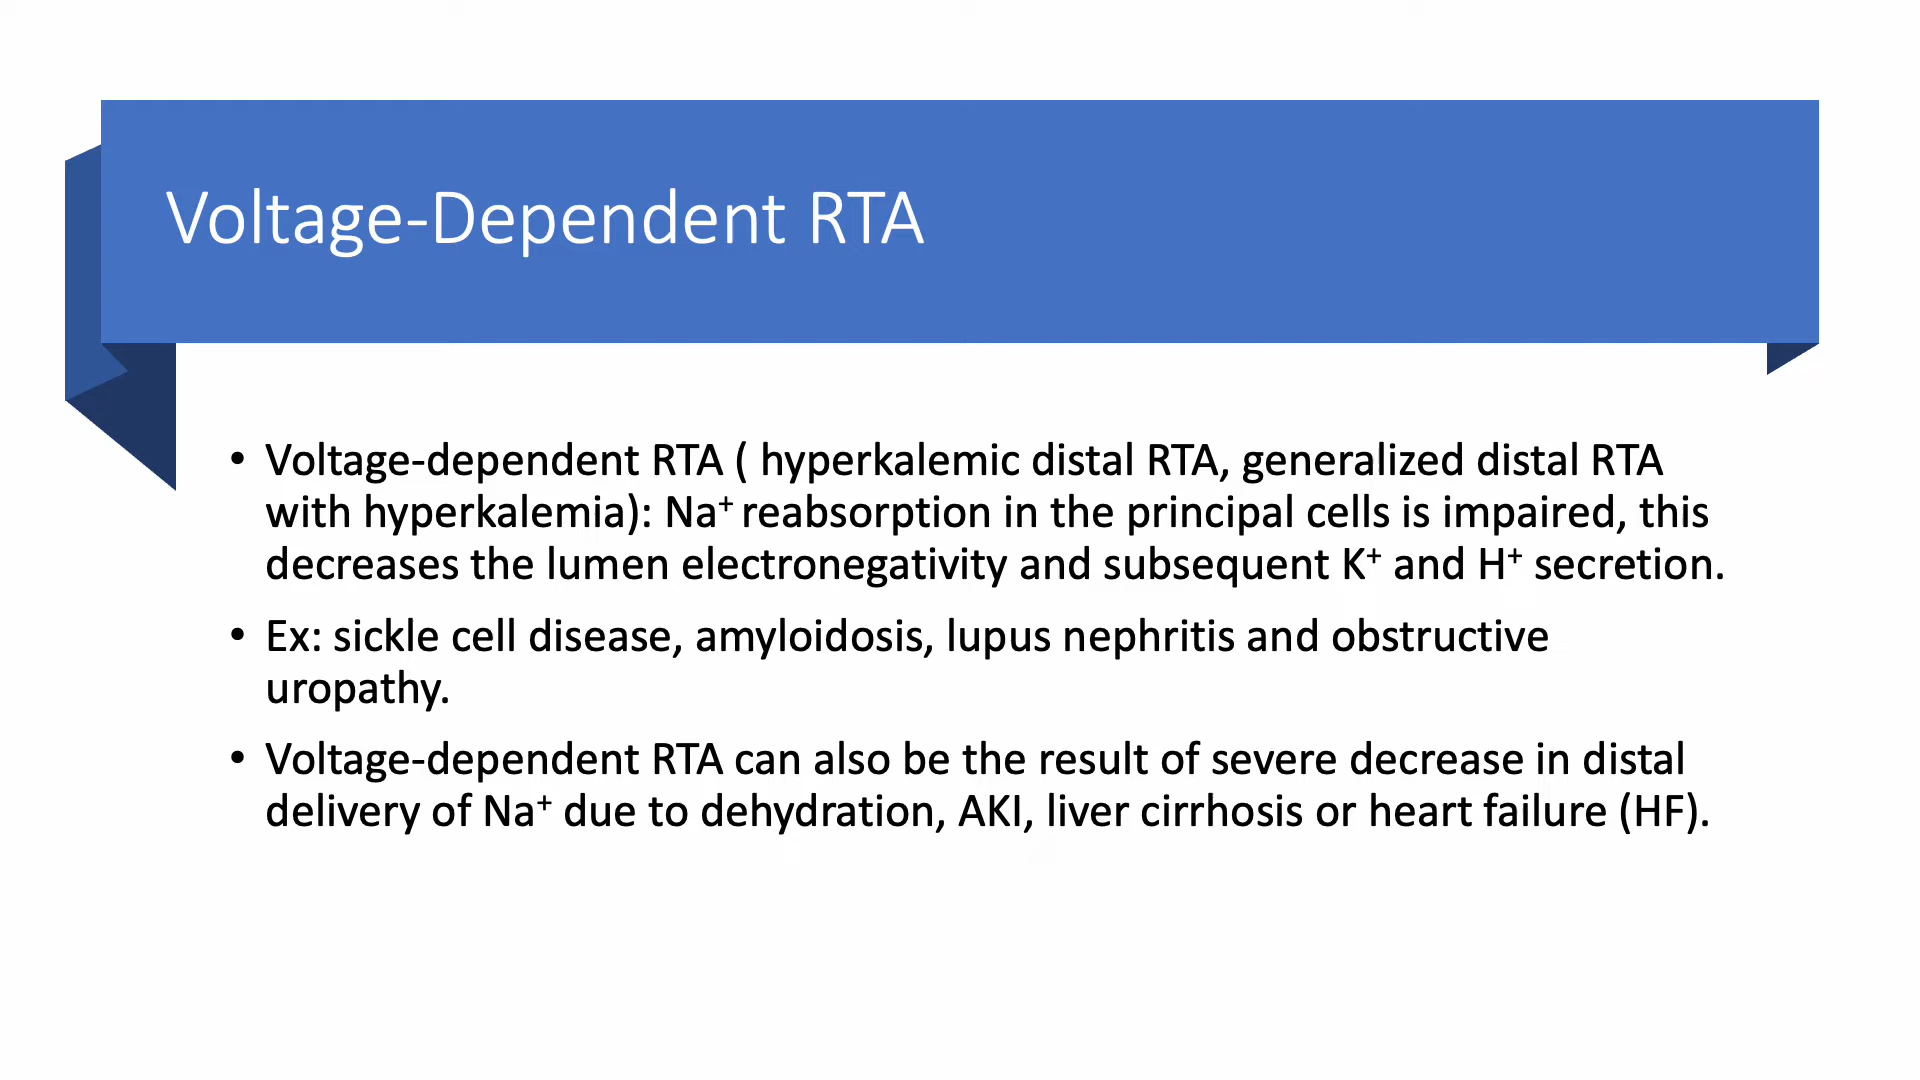 Voltage-Dependent RTA
• Voltage-dependent RTA ( hyperkalemic distal RTA, generalized distal RTA
with hyperkalemia): Na⁺ reabsorption in the principal cells is impaired, this
decreases the lumen electronegativity and subsequent K⁺ and H⁺ secretion.
• Ex: sickle cell disease, amyloidosis, lupus nephritis and obstructive
uropathy.
• Voltage-dependent RTA can also be the result of severe decrease in distal
delivery of Na⁺ due to dehydration, AKI, liver cirrhosis or heart failure (HF).